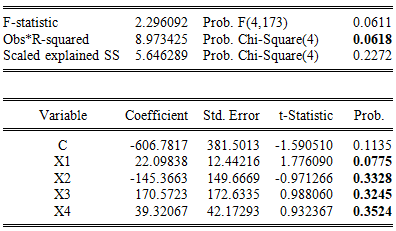 F-statistic 2.296092 Prob. F(4,173) 0.0611
Obs*R-squared 8.973425 Prob. Chi-Square(4) 0.0618
Scaled explained SS 5.646289 Prob. Chi-Square(4) 0.2272
Variable Coefficient Std. Error t-Statistic Prob.
C -606.7817 381.5013 -1.590510 0.1135
X1 22.09838 12.44216 1.776090 0.0775
X2 -145.3663 149.6669 -0.971266 0.3328
X3 170.5723 172.6335 0.988060 0.3245
X4 39.32067 42.17293 0.932367 0.3524